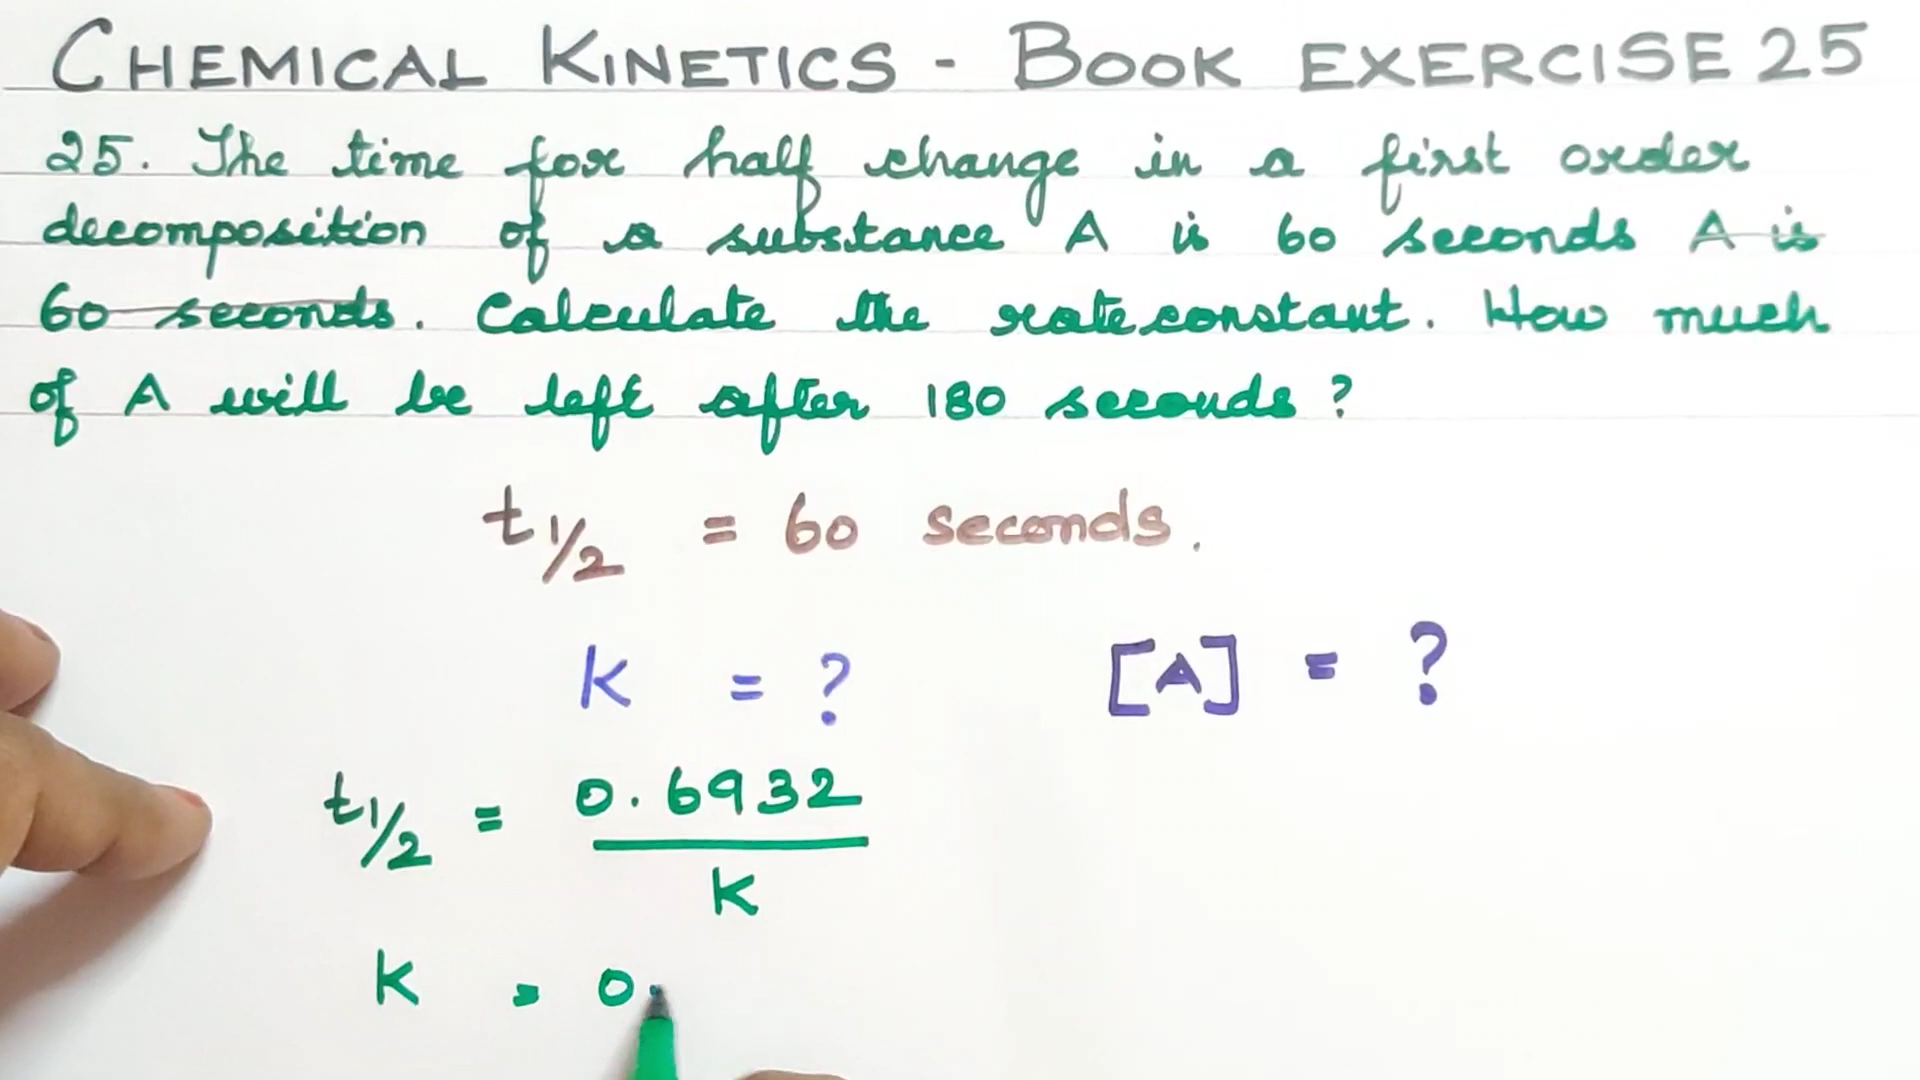 CHEMICAL KINETICS - BOOK EXERCISE 25
25. The time for half change in a first order
decomposition of a substance A is 60 seconds A is
60 seconds. Calculate the rate constant. How much
of A will be left after 180 seconds?
t1/2 = 60 seconds.
K = ? [A] = ?
t1/2 = 0.6932
K
K = 0.